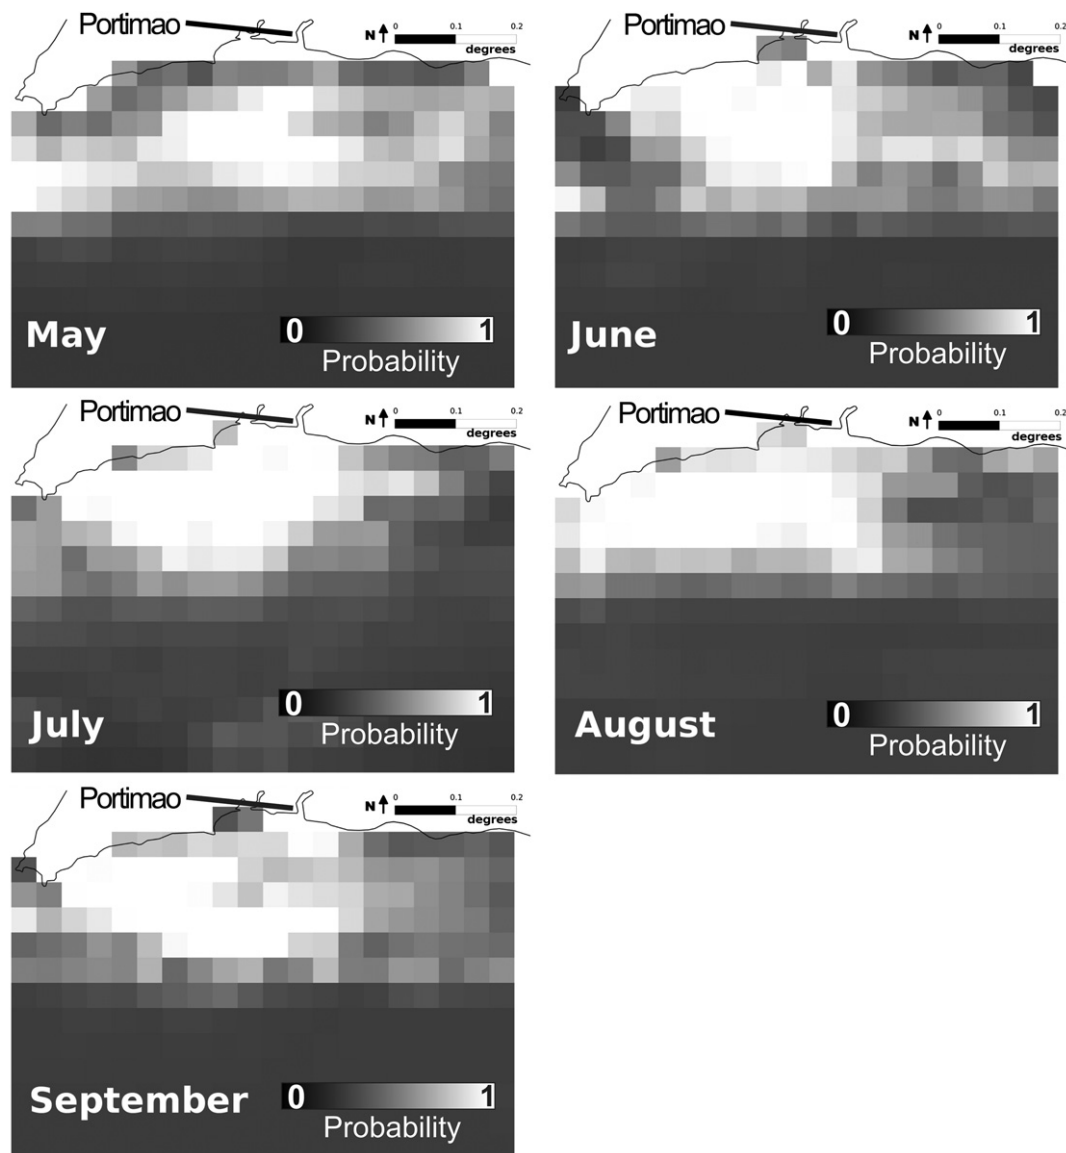 Portimao
N
0 0.1 0.2
degrees
May
0 1
Probability
Portimao
N
0 0.1 0.2
degrees
June
0 1
Probability
Portimao
N
0 0.1 0.2
degrees
July
0 1
Probability
Portimao
N
0 0.1 0.2
degrees
August
0 1
Probability
Portimao
N
0 0.1 0.2
degrees
September
0 1
Probability